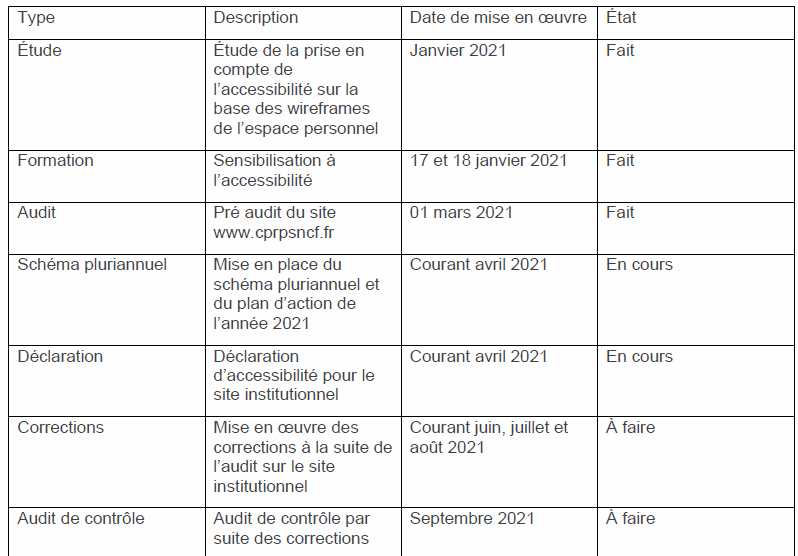 Type Description Date de mise en œuvre État
Étude Étude de la prise en Janvier 2021 Fait
compte de
l’accessibilité sur la
base des wireframes
de l’espace personnel
Formation Sensibilisation à 17 et 18 janvier 2021 Fait
l’accessibilité
Audit Pré audit du site 01 mars 2021 Fait
www.cprpsncf.fr
Schéma pluriannuel Mise en place du Courant avril 2021 En cours
schéma pluriannuel et
du plan d’action de
l’année 2021
Déclaration Déclaration Courant avril 2021 En cours
d’accessibilité pour le
site institutionnel
Corrections Mise en œuvre des Courant juin, juillet et À faire
corrections à la suite de août 2021
l’audit sur le site
institutionnel
Audit de contrôle Audit de contrôle par Septembre 2021 À faire
suite des corrections